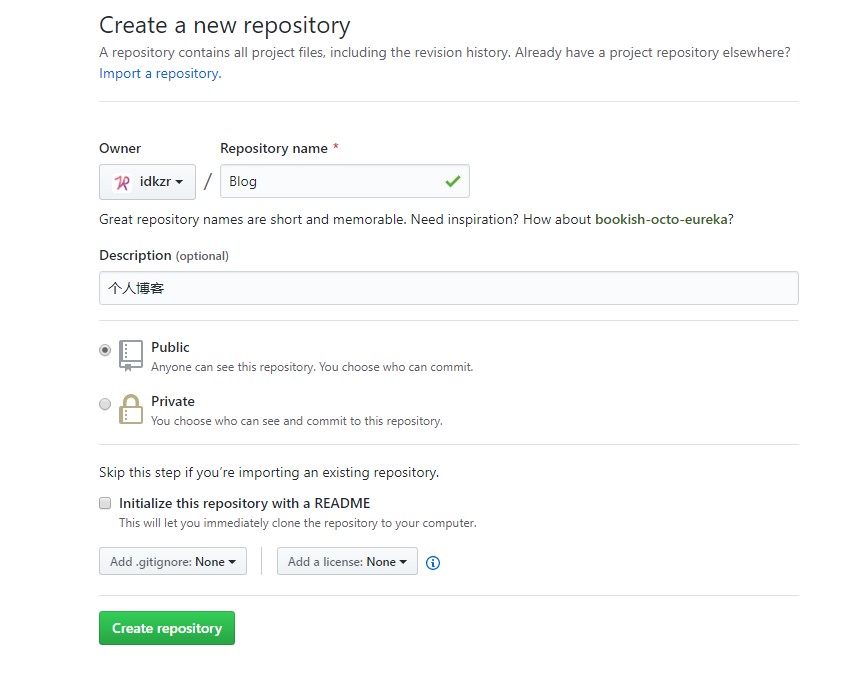 Create a new repository
A repository contains all project files, including the revision history. Already have a project repository elsewhere?
Import a repository.
Owner
Repository name *
idkzr / Blog
Great repository names are short and memorable. Need inspiration? How about bookish-octo-eureka?
Description (optional)
个人博客
Public
Anyone can see this repository. You choose who can commit.
Private
You choose who can see and commit to this repository.
Skip this step if you’re importing an existing repository.
Initialize this repository with a README
This will let you immediately clone the repository to your computer.
Add .gitignore: None
Add a license: None
Create repository